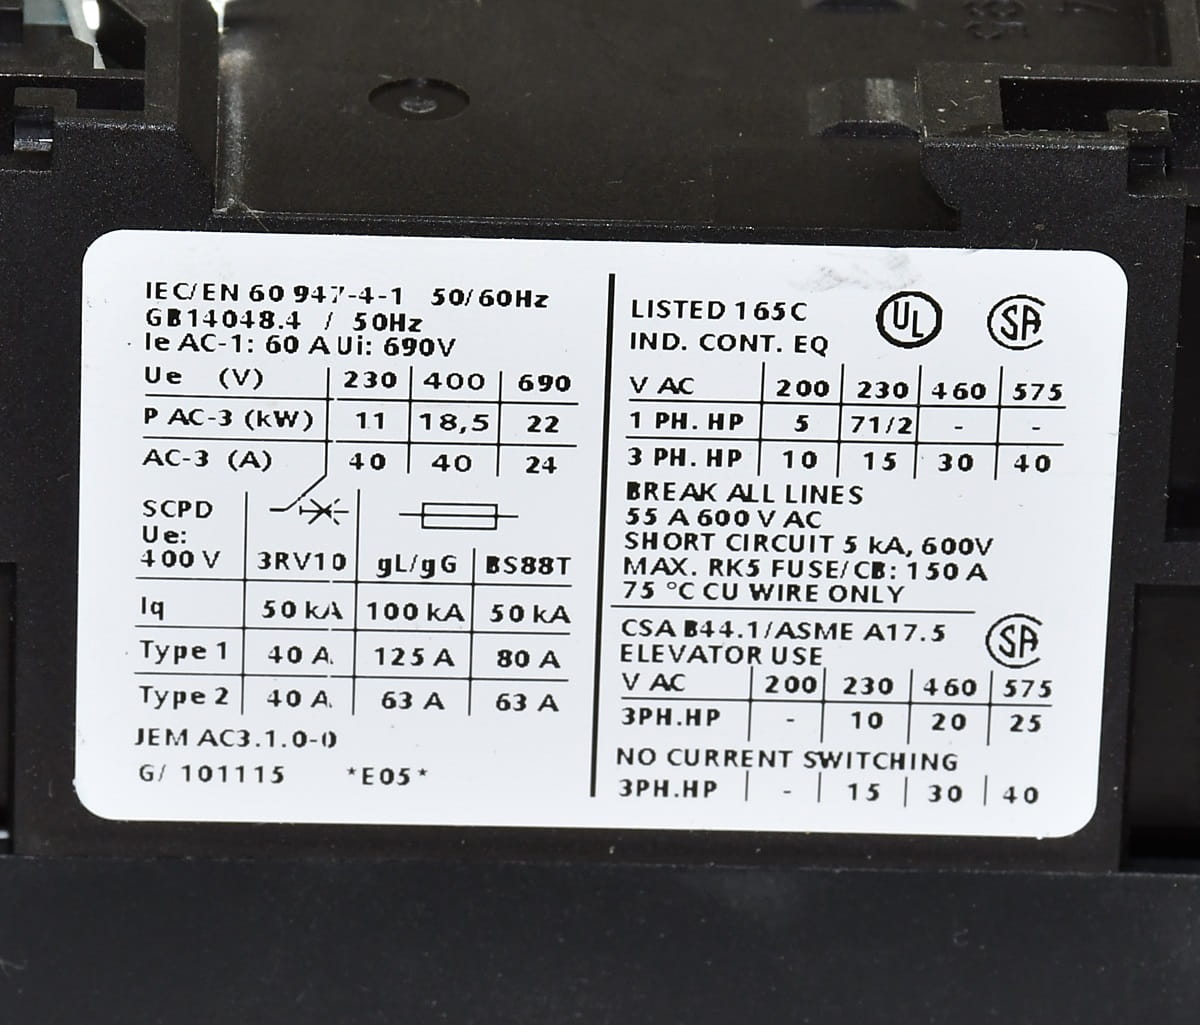 IEC/EN 60 947-4-1 50/60Hz
GB14048.4 / 50Hz
Ie AC-1: 60 A Ui: 690V
Ue (V) 230 400 690
P AC-3 (kW) 11 18,5 22
AC-3 (A) 40 40 24
SCPD
Ue:
400 V 3RV10 gL/gG BS88T
Iq 50 kA 100 kA 50 kA
Type 1 40 A 125 A 80 A
Type 2 40 A 63 A 63 A
JEM AC3.1.0-0
G/ 101115 *E05*
LISTED 165C UL SA
IND. CONT. EQ
V AC 200 230 460 575
1 PH. HP 5 71/2 - -
3 PH. HP 10 15 30 40
BREAK ALL LINES
55 A 600 V AC
SHORT CIRCUIT 5 kA, 600V
MAX. RK5 FUSE/CB: 150 A
75 °C CU WIRE ONLY
CSA B44.1/ASME A17.5 SA
ELEVATOR USE
V AC 200 230 460 575
3PH.HP - 10 20 25
NO CURRENT SWITCHING
3PH.HP - 15 30 40